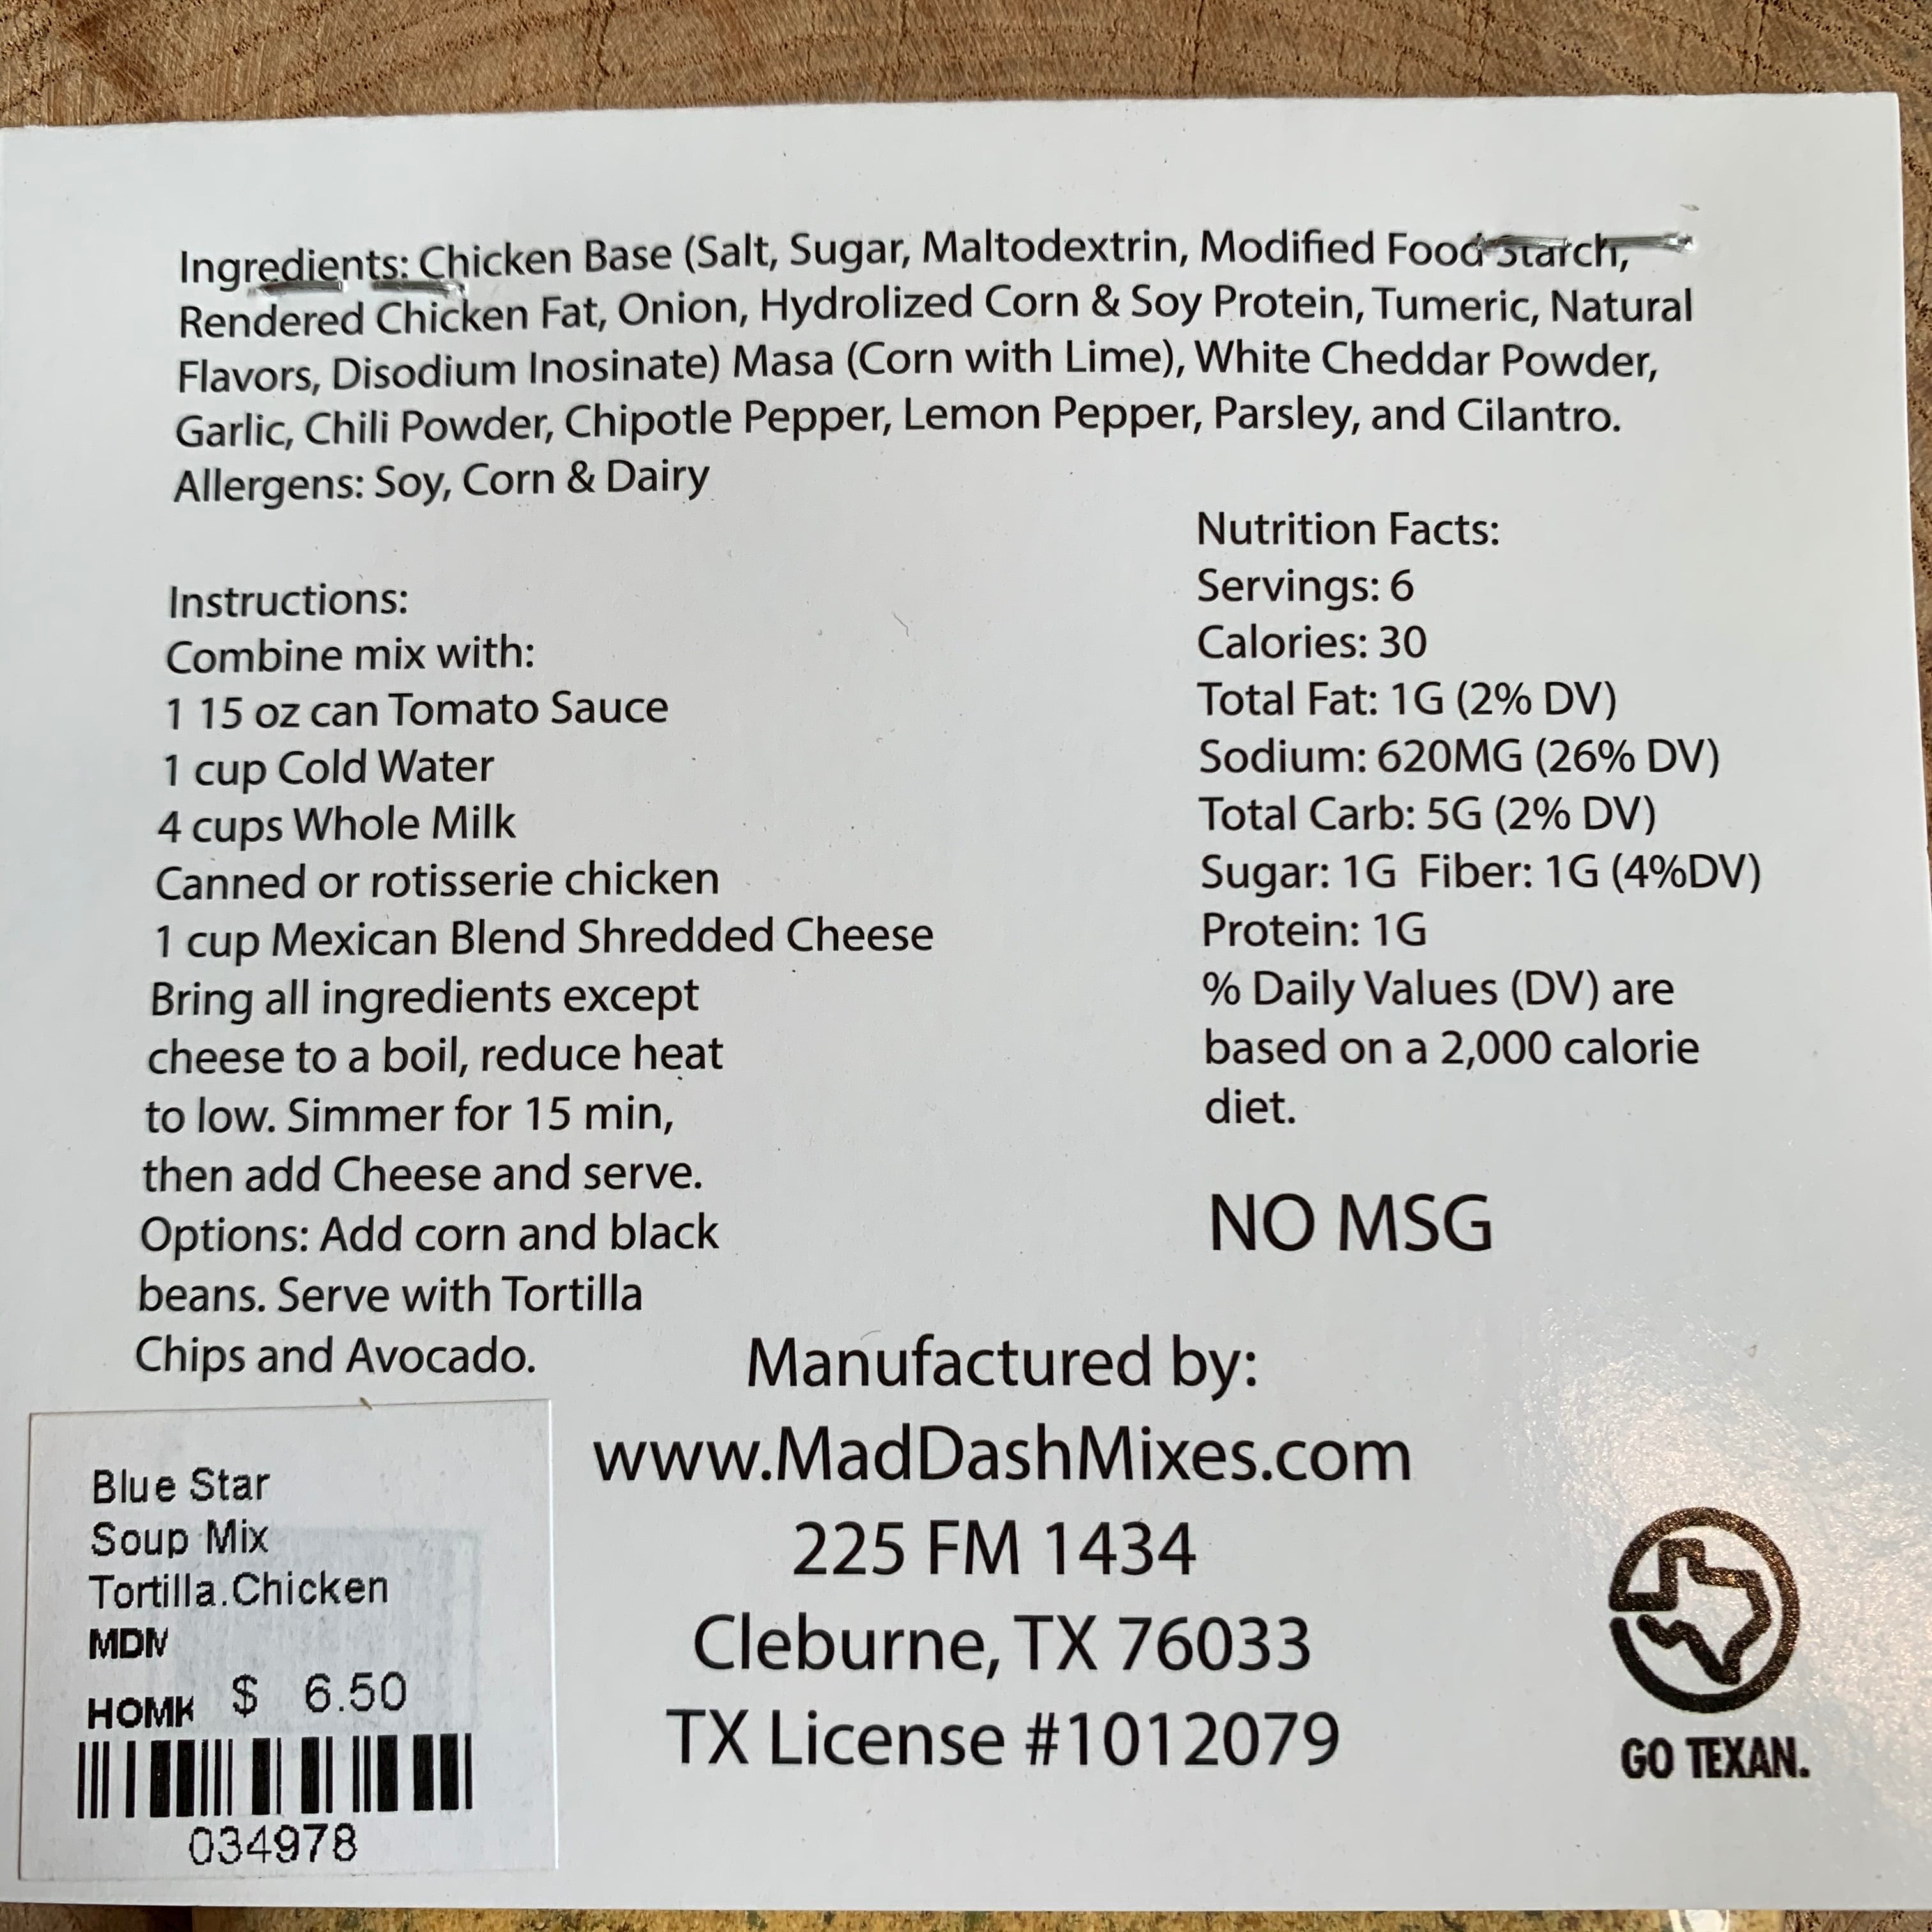 Ingredients: Chicken Base (Salt, Sugar, Maltodextrin, Modified Food Starch,
Rendered Chicken Fat, Onion, Hydrolized Corn & Soy Protein, Tumeric, Natural
Flavors, Disodium Inosinate) Masa (Corn with Lime), White Cheddar Powder,
Garlic, Chili Powder, Chipotle Pepper, Lemon Pepper, Parsley, and Cilantro.
Allergens: Soy, Corn & Dairy
Instructions:
Combine mix with:
1 15 oz can Tomato Sauce
1 cup Cold Water
4 cups Whole Milk
Canned or rotisserie chicken
1 cup Mexican Blend Shredded Cheese
Bring all ingredients except
cheese to a boil, reduce heat
to low. Simmer for 15 min,
then add Cheese and serve.
Options: Add corn and black
beans. Serve with Tortilla
Chips and Avocado.
Nutrition Facts:
Servings: 6
Calories: 30
Total Fat: 1G (2% DV)
Sodium: 620MG (26% DV)
Total Carb: 5G (2% DV)
Sugar: 1G Fiber: 1G (4%DV)
Protein: 1G
% Daily Values (DV) are
based on a 2,000 calorie
diet.
NO MSG
Manufactured by:
www.MadDashMixes.com
225 FM 1434
Cleburne, TX 76033
TX License #1012079
Blue Star
Soup Mix
Tortilla.Chicken
MDN
HOMK $ 6.50
034978
GO TEXAN.